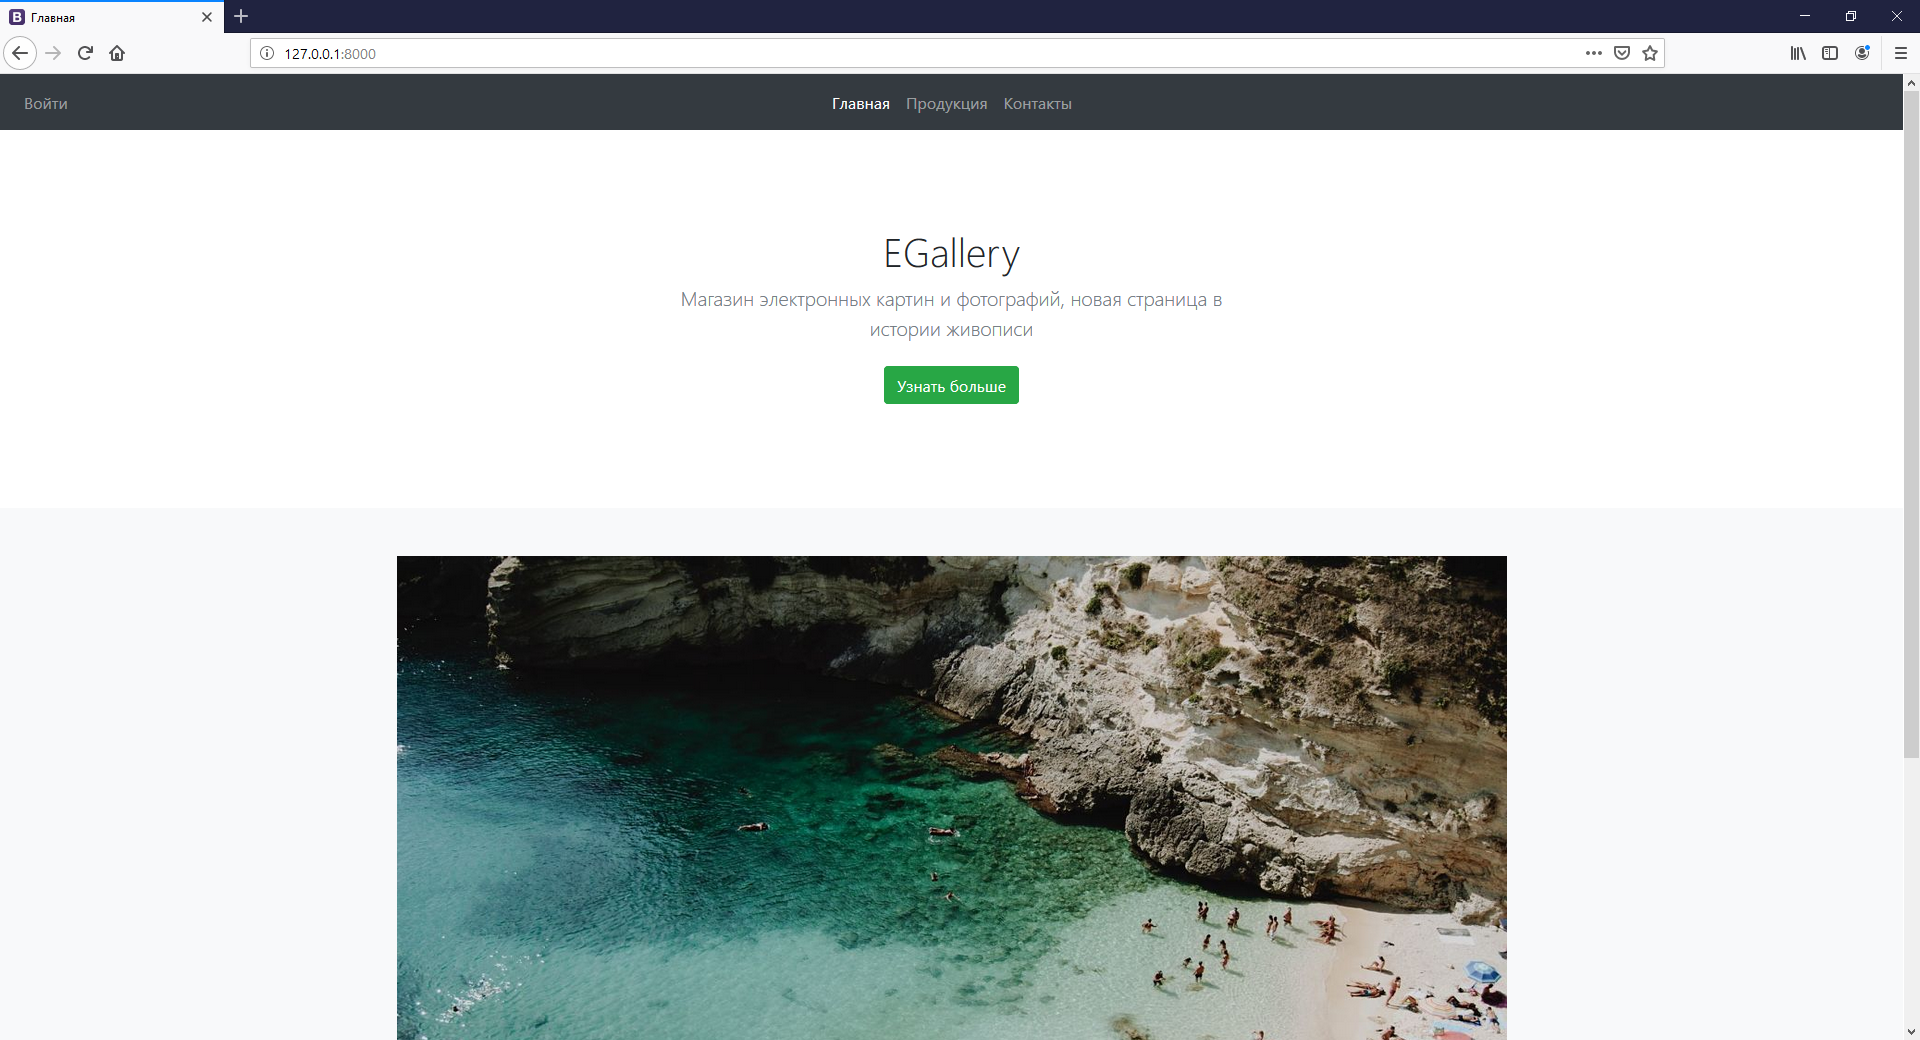 Главная
127.0.0.1:8000
Войти
Главная Продукция Контакты
EGallery
Магазин электронных картин и фотографий, новая страница в
истории живописи
Узнать больше